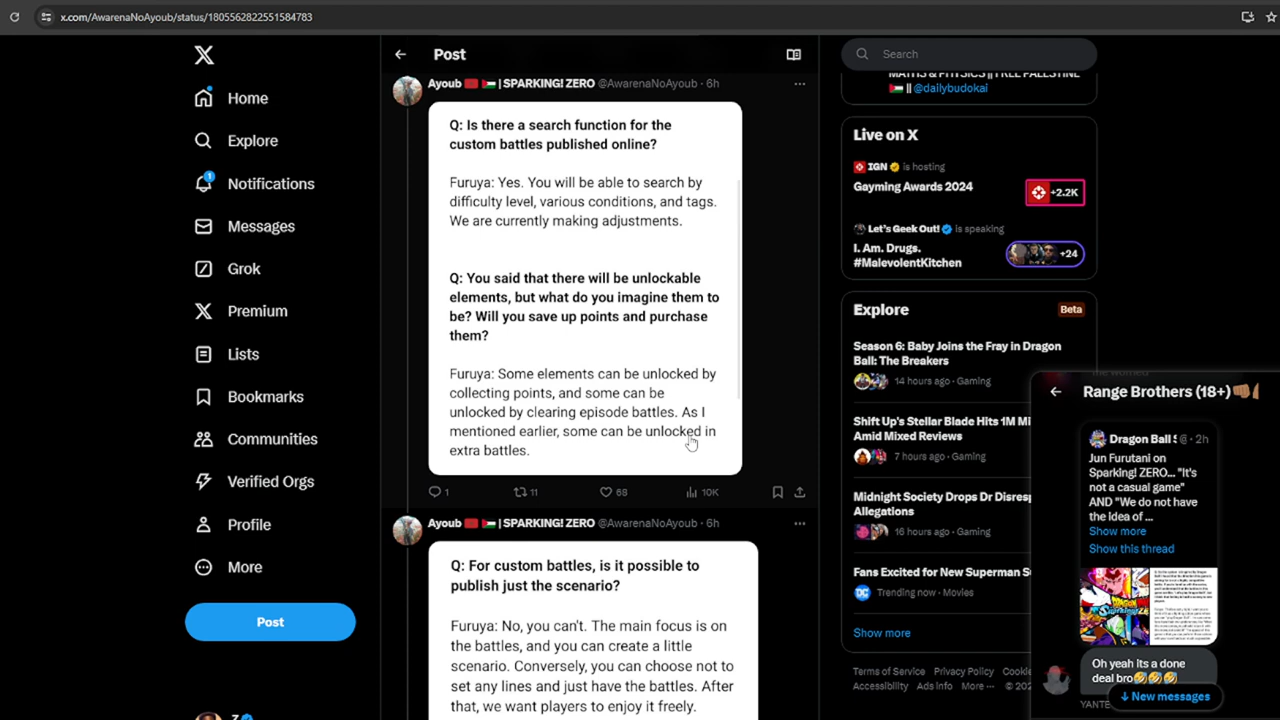 x.com/AwarenaNoAyoub/status/1805562822551584783
Home
Explore
1
Notifications
Messages
Grok
Premium
Lists
Bookmarks
Communities
Verified Orgs
Profile
More
Post
Post
Ayoub | SPARKING! ZERO @AwarenaNoAyoub · 6h
Q: Is there a search function for the
custom battles published online?
Furuya: Yes. You will be able to search by
difficulty level, various conditions, and tags.
We are currently making adjustments.
Q: You said that there will be unlockable
elements, but what do you imagine them to
be? Will you save up points and purchase
them?
Furuya: Some elements can be unlocked by
collecting points, and some can be
unlocked by clearing episode battles. As I
mentioned earlier, some can be unlocked in
extra battles.
1
11
68
10K
Ayoub | SPARKING! ZERO @AwarenaNoAyoub · 6h
Q: For custom battles, is it possible to
publish just the scenario?
Furuya: No, you can't. The main focus is on
the battles, and you can create a little
scenario. Conversely, you can choose not to
set any lines and just have the battles. After
that, we want players to enjoy it freely.
Search
MATHS & PHYSICS || FREE PALESTINE
|| @dailybudokai
Live on X
IGN is hosting
Gayming Awards 2024
+2.2K
Let's Geek Out! is speaking
I. Am. Drugs.
#MalevolentKitchen
+24
Explore
Beta
Season 6: Baby Joins the Fray in Dragon
Ball: The Breakers
14 hours ago · Gaming
Shift Up's Stellar Blade Hits 1M
Amid Mixed Reviews
7 hours ago · Gaming
Midnight Society Drops Dr
Allegations
16 hours ago · Gaming
Fans Excited for New Superman
Trending now · Movies
Show more
Terms of Service Privacy Policy
Accessibility Ads info More ···
Range Brothers (18+)
Dragon Ball @ · 2h
Jun Furutani on
Sparking! ZERO... "It's
not a casual game"
AND "We do not have
the idea of ...
Show more
Show this thread
Oh yeah its a done
deal bro
New messages